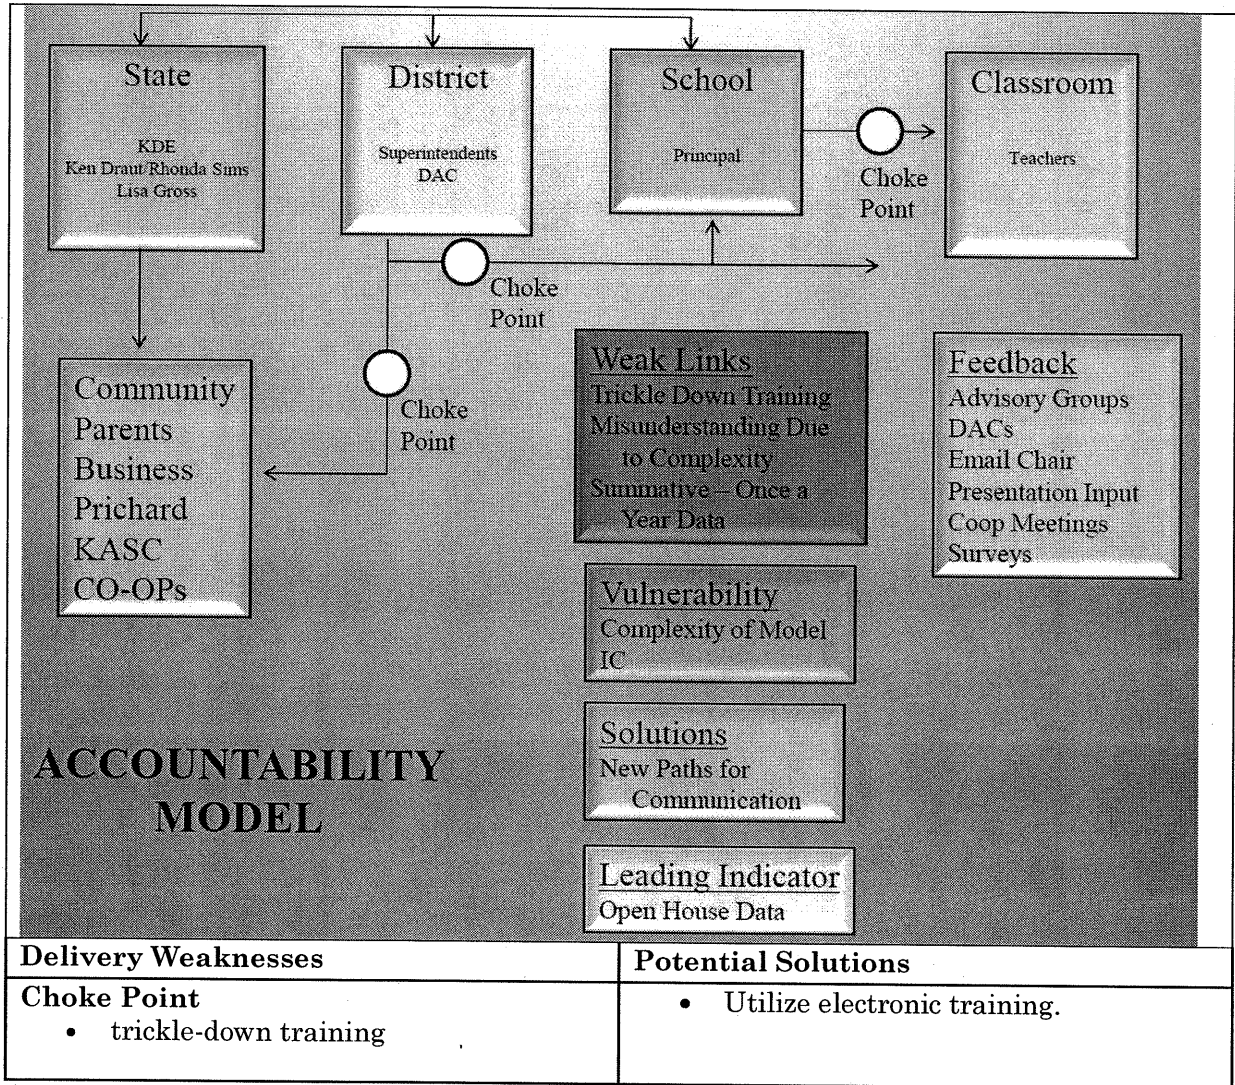 State
KDE
Ken Draut/Rhonda Sims
Lisa Gross
District
Superintendents
DAC
School
Principal
Choke
Point
Classroom
Teachers
Choke
Point
Choke
Point
Community
Parents
Business
Prichard
KASC
CO-OPs
Weak Links
Trickle Down Training
Misunderstanding Due
to Complexity
Summative – Once a
Year Data
Feedback
Advisory Groups
DACs
Email Chair
Presentation Input
Coop Meetings
Surveys
Vulnerability
Complexity of Model
IC
Solutions
New Paths for
Communication
Leading Indicator
Open House Data
ACCOUNTABILITY
MODEL
Delivery Weaknesses
Potential Solutions
Choke Point
• trickle-down training
• Utilize electronic training.